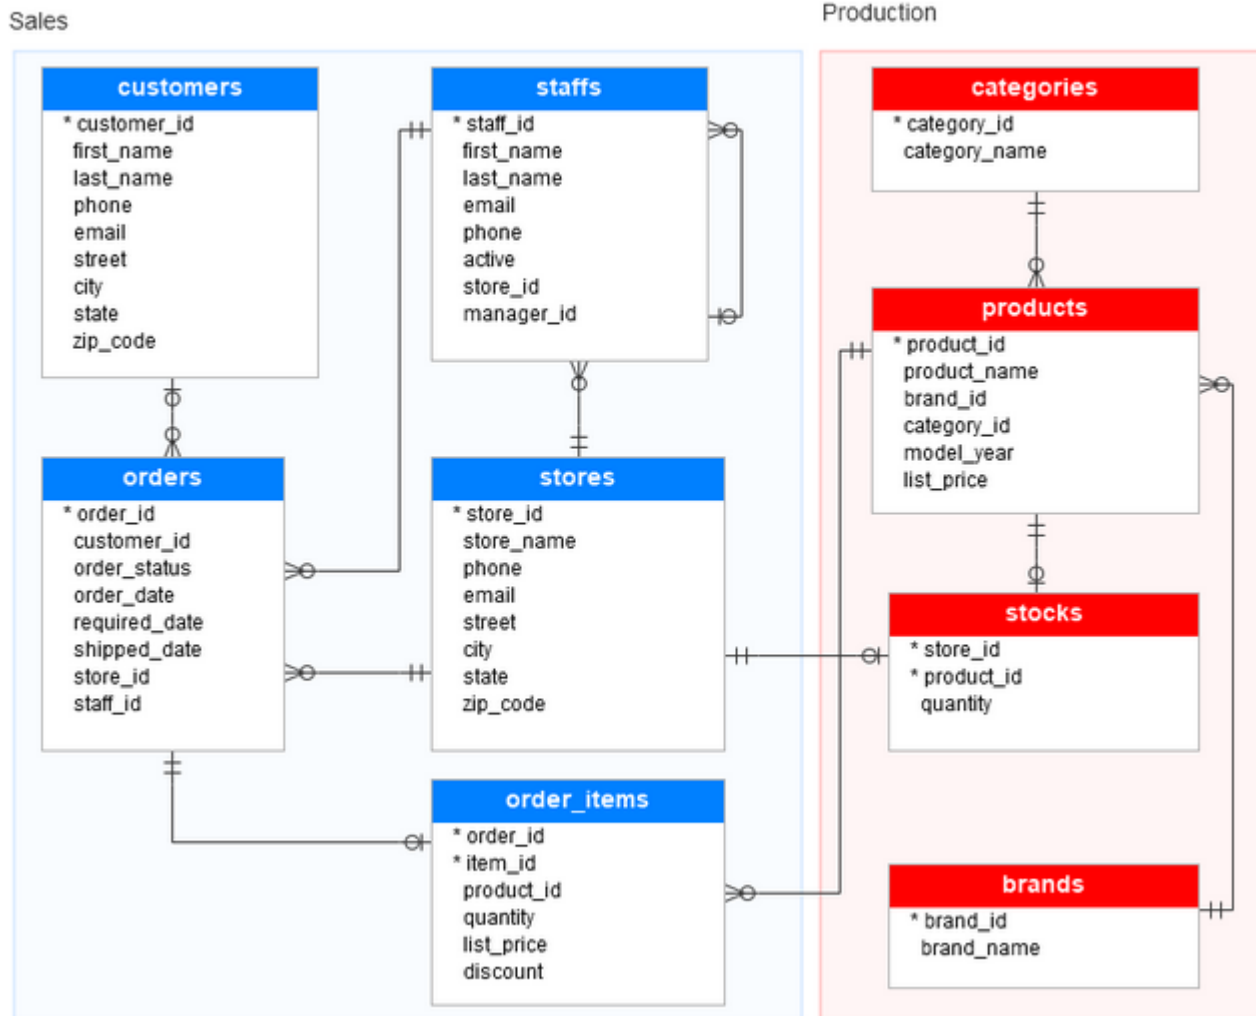 Sales
customers
* customer_id
first_name
last_name
phone
email
street
city
state
zip_code
staffs
* staff_id
first_name
last_name
email
phone
active
store_id
manager_id
orders
* order_id
customer_id
order_status
order_date
required_date
shipped_date
store_id
staff_id
stores
* store_id
store_name
phone
email
street
city
state
zip_code
order_items
* order_id
* item_id
product_id
quantity
list_price
discount
Production
categories
* category_id
category_name
products
* product_id
product_name
brand_id
category_id
model_year
list_price
stocks
* store_id
* product_id
quantity
brands
* brand_id
brand_name